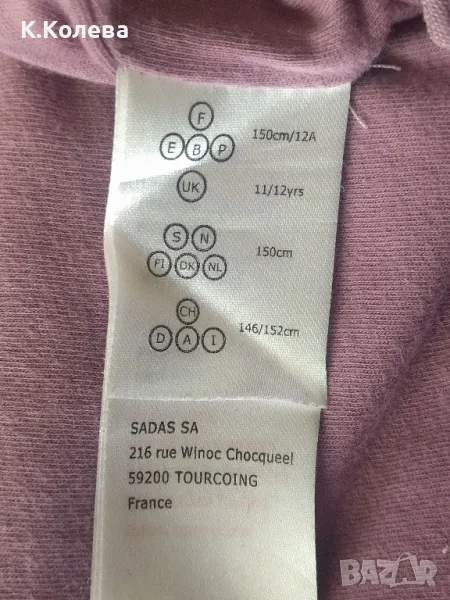 К.Колева
F
E B P 150cm/12A
UK 11/12yrs
S N
FI DK NL 150cm
CH
D A I 146/152cm
SADAS SA
216 rue Winoc Chocqueel
59200 TOURCOING
France
BAZAR